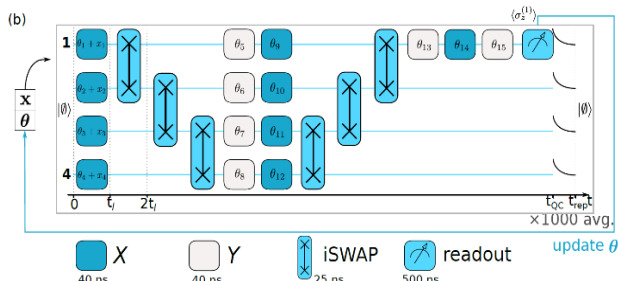 (b)
⟨σz(1)⟩
1 θ1 + x1 θ5 θ9 θ13 θ14 θ15
x
θ
θ2 + x2 θ6 θ10
|∅⟩ |∅⟩
θ3 + x3 θ7 θ11
4 θ4 + x4 θ8 θ12
0 tl 2tl tQC trep t
×1000 avg.
update θ
X Y iSWAP readout
40 ns 40 ns 25 ns 500 ns